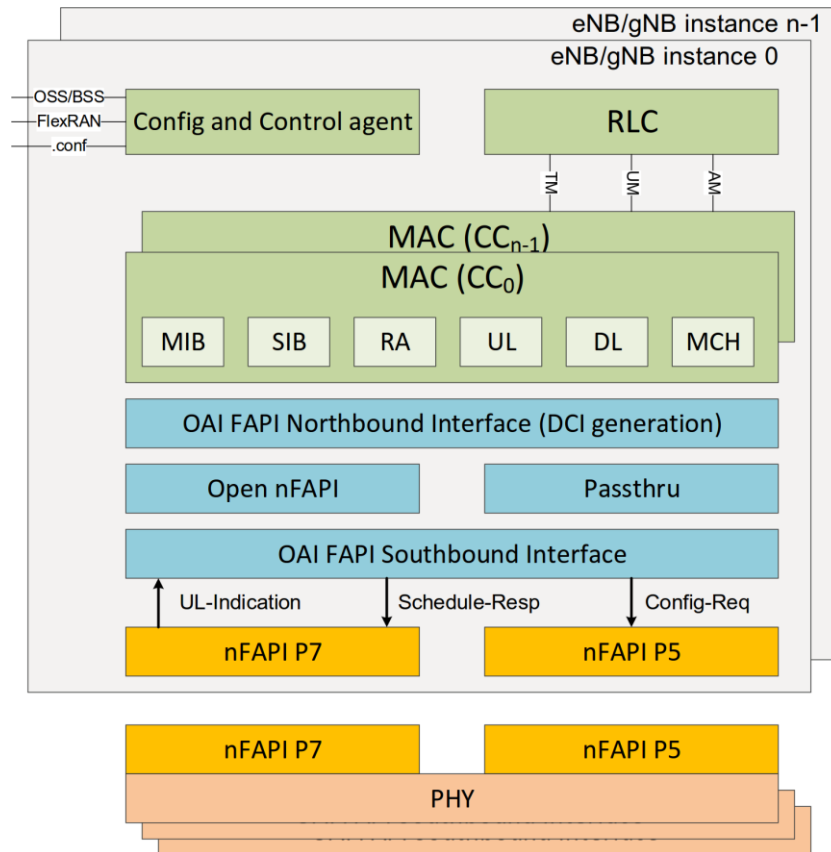 eNB/gNB instance n-1
eNB/gNB instance 0
OSS/BSS
FlexRAN
.conf
Config and Control agent
RLC
TM
UM
AM
MAC (CCn-1)
MAC (CC0)
MIB
SIB
RA
UL
DL
MCH
OAI FAPI Northbound Interface (DCI generation)
Open nFAPI
Passthru
OAI FAPI Southbound Interface
UL-Indication
Schedule-Resp
Config-Req
nFAPI P7
nFAPI P5
nFAPI P7
nFAPI P5
PHY